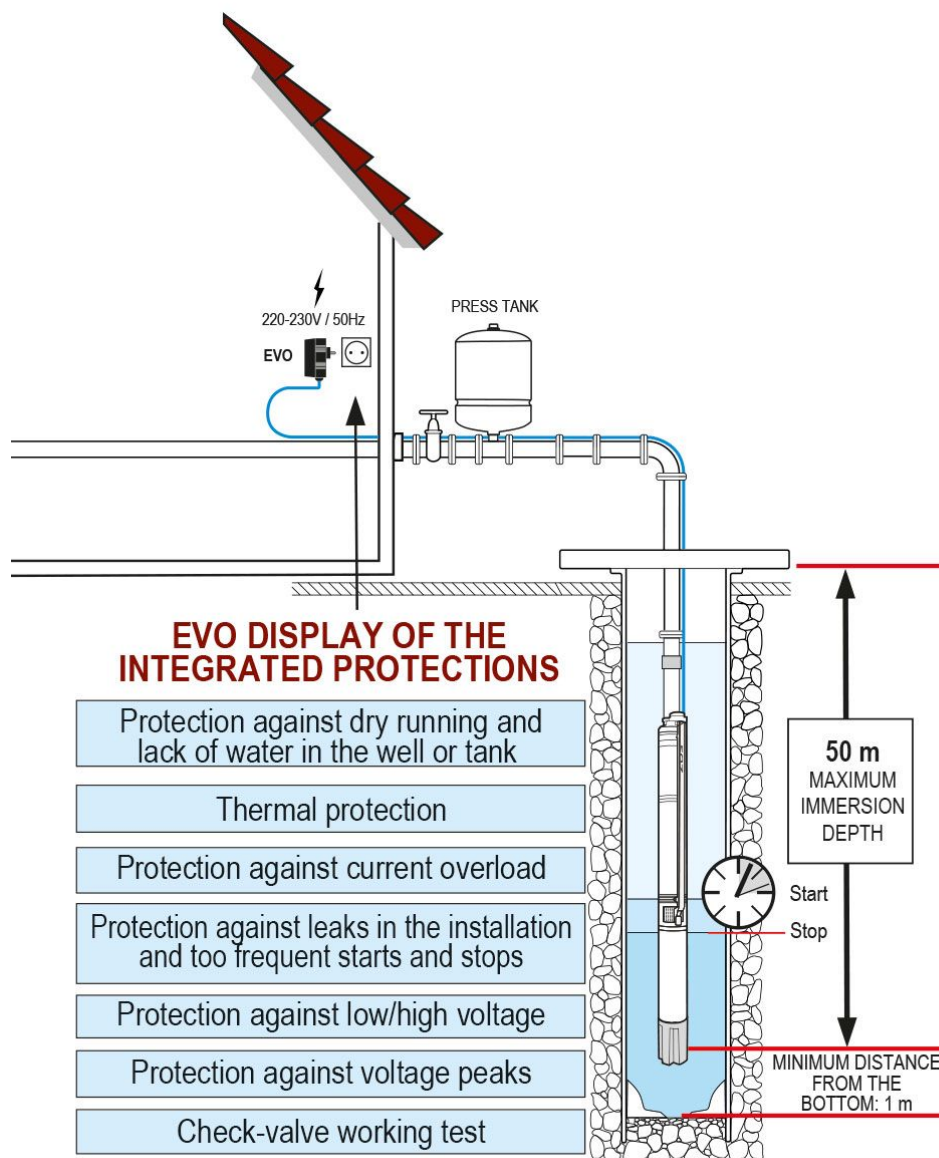 220-230V / 50Hz
EVO
PRESS TANK
EVO DISPLAY OF THE
INTEGRATED PROTECTIONS
Protection against dry running and
lack of water in the well or tank
Thermal protection
Protection against current overload
Protection against leaks in the installation
and too frequent starts and stops
Protection against low/high voltage
Protection against voltage peaks
Check-valve working test
50 m
MAXIMUM
IMMERSION
DEPTH
Start
Stop
MINIMUM DISTANCE
FROM THE
BOTTOM: 1 m